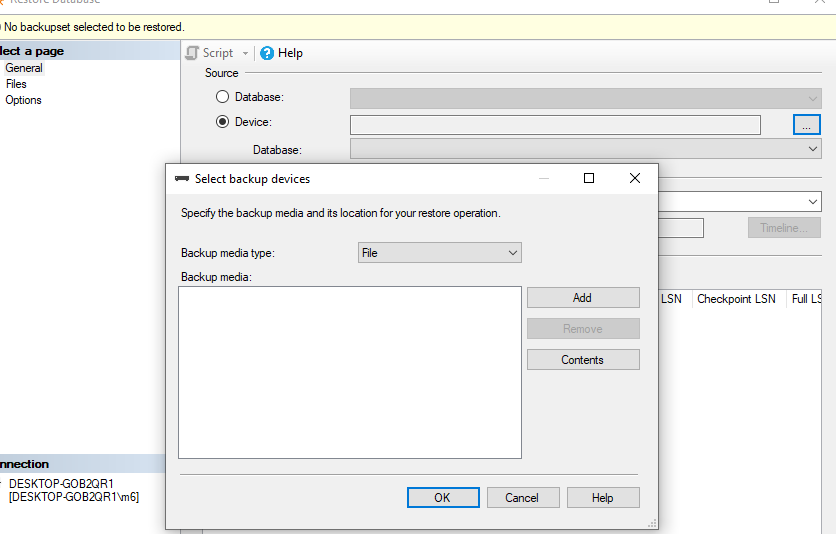 Restore Database
No backupset selected to be restored.
lect a page
General
Files
Options
Script
Help
Source
Database:
Device:
...
Database:
Select backup devices
Specify the backup media and its location for your restore operation.
Backup media type:
File
Backup media:
Add
Remove
Contents
OK
Cancel
Help
Timeline...
LSN
Checkpoint LSN
Full LS
nnection
DESKTOP-GOB2QR1
[DESKTOP-GOB2QR1\m6]